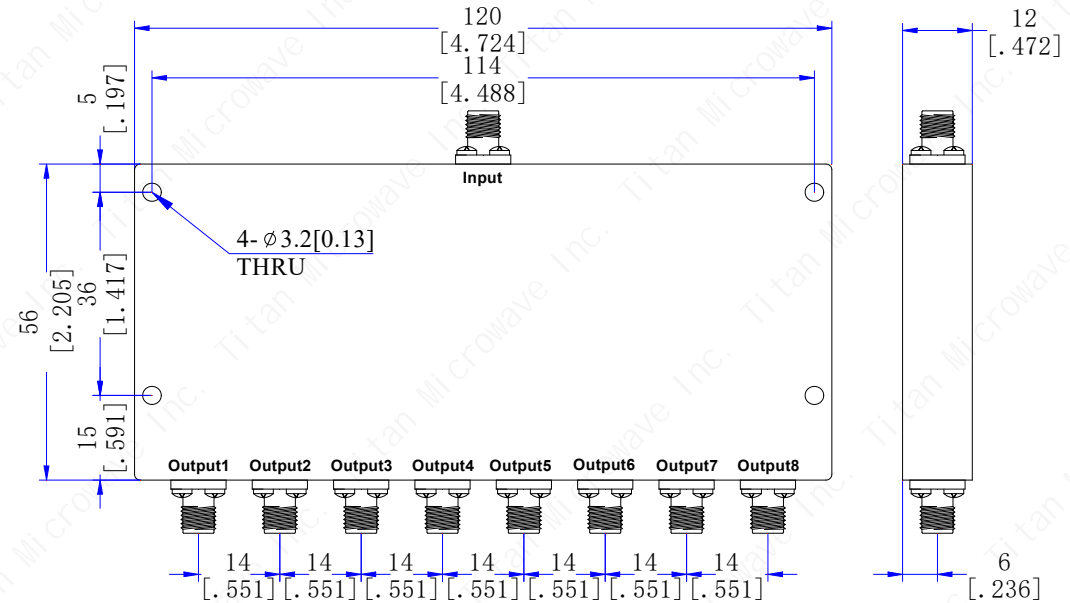 120
[4.724]
114
[4.488]
12
[.472]
5
[.197]
Input
4-⌀3.2[0.13]
THRU
56
[2.205]
36
[1.417]
15
[.591]
Output1 Output2 Output3 Output4 Output5 Output6 Output7 Output8
14 14 14 14 14 14 14
[.551] [.551] [.551] [.551] [.551] [.551] [.551]
6
[.236]
Titan Microwave Inc.